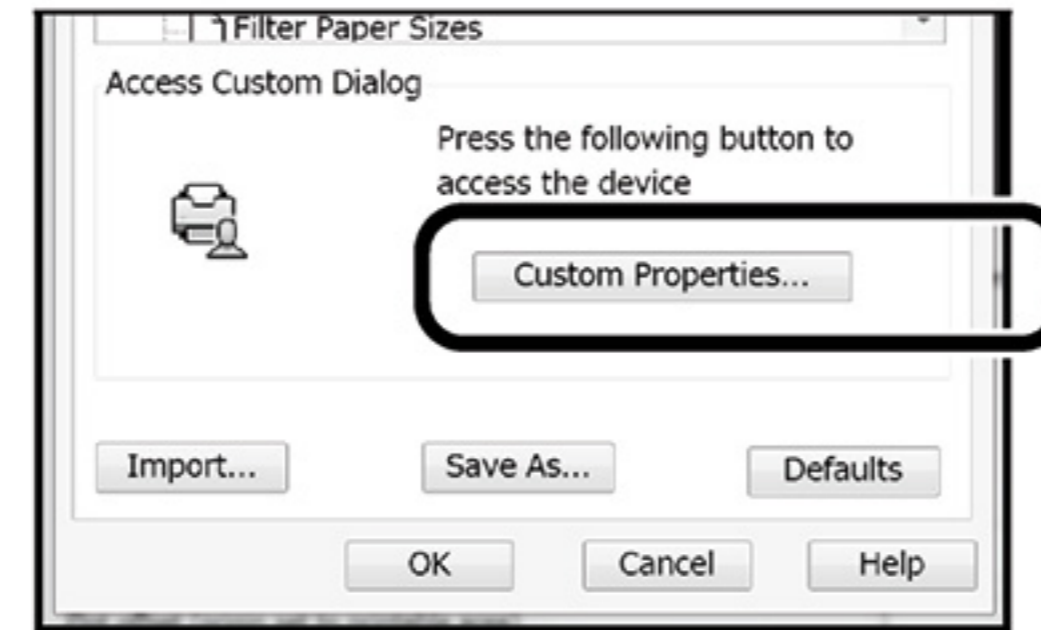 Filter Paper Sizes
Access Custom Dialog
Press the following button to
access the device
Custom Properties...
Import...
Save As...
Defaults
OK
Cancel
Help